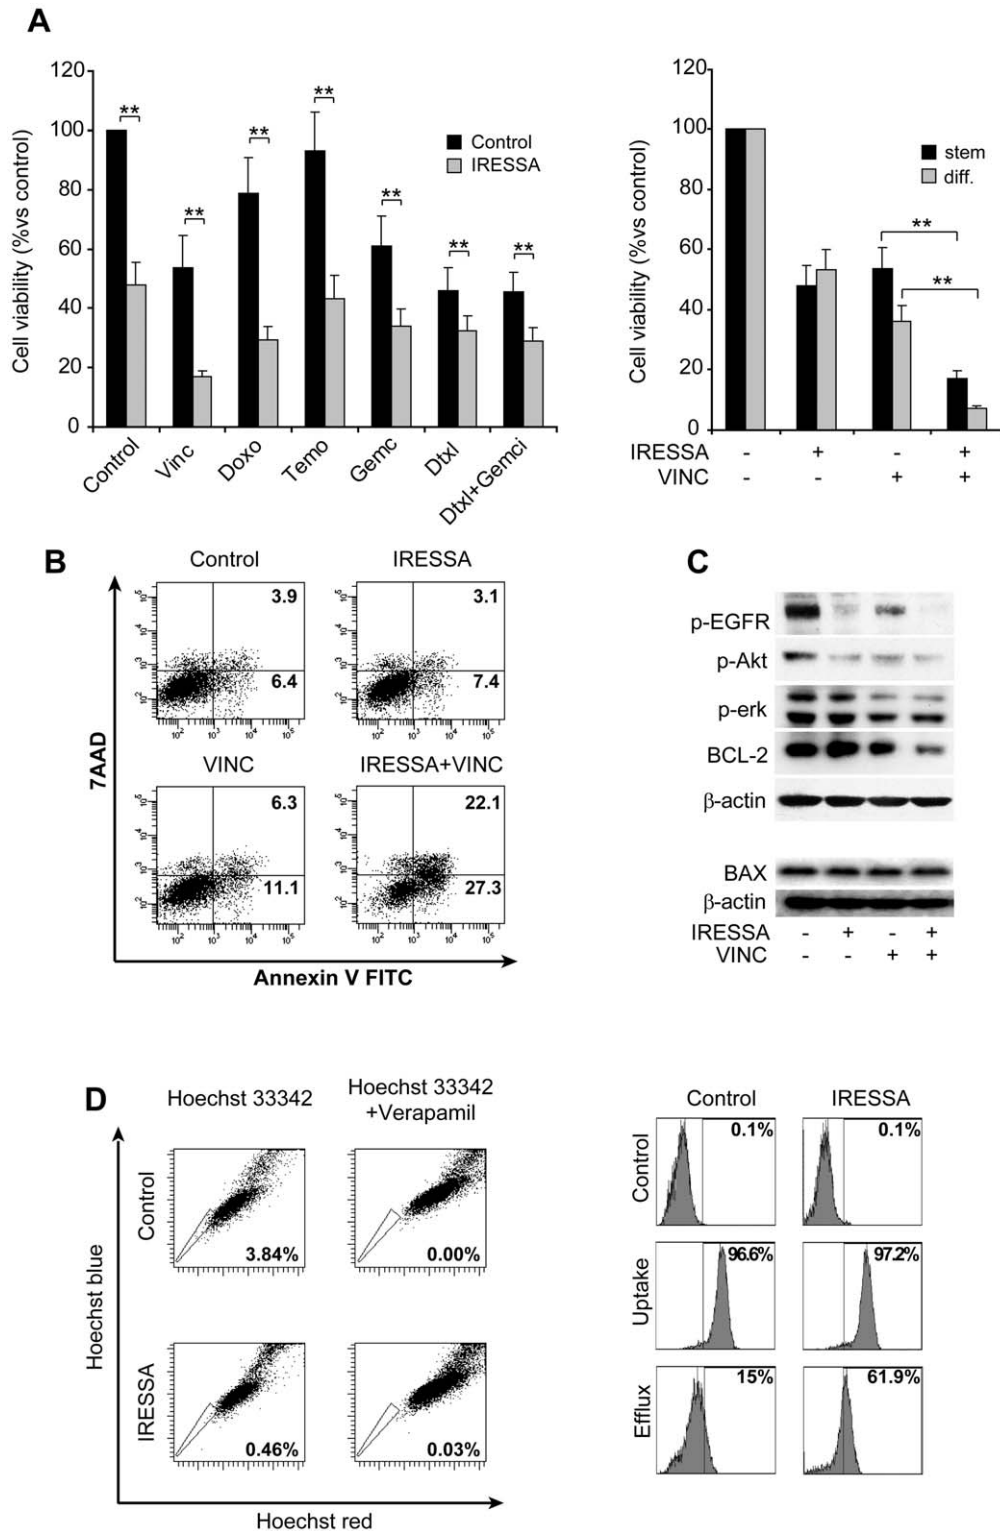 A
120
100
80
60
40
20
0
Cell viability (%vs control)
** ** ** ** ** ** **
Control
IRESSA
Control Vinc Doxo Temo Gemc Dtxl Dtxl+Gemci
120
100
80
60
40
20
0
Cell viability (%vs control)
stem
diff.
**
**
IRESSA - + - +
VINC - - + +
B
Control IRESSA
3.9 3.1
6.4 7.4
VINC IRESSA+VINC
6.3 22.1
11.1 27.3
10² 10³ 10⁴ 10⁵
7AAD
Annexin V FITC
C
p-EGFR
p-Akt
p-erk
BCL-2
β-actin
BAX
β-actin
IRESSA - + - +
VINC - - + +
D
Hoechst 33342
Hoechst 33342
+Verapamil
Control
3.84% 0.00%
IRESSA
0.46% 0.03%
Hoechst blue
Hoechst red
Control IRESSA
Control
0.1% 0.1%
Uptake
96.6% 97.2%
Efflux
15% 61.9%